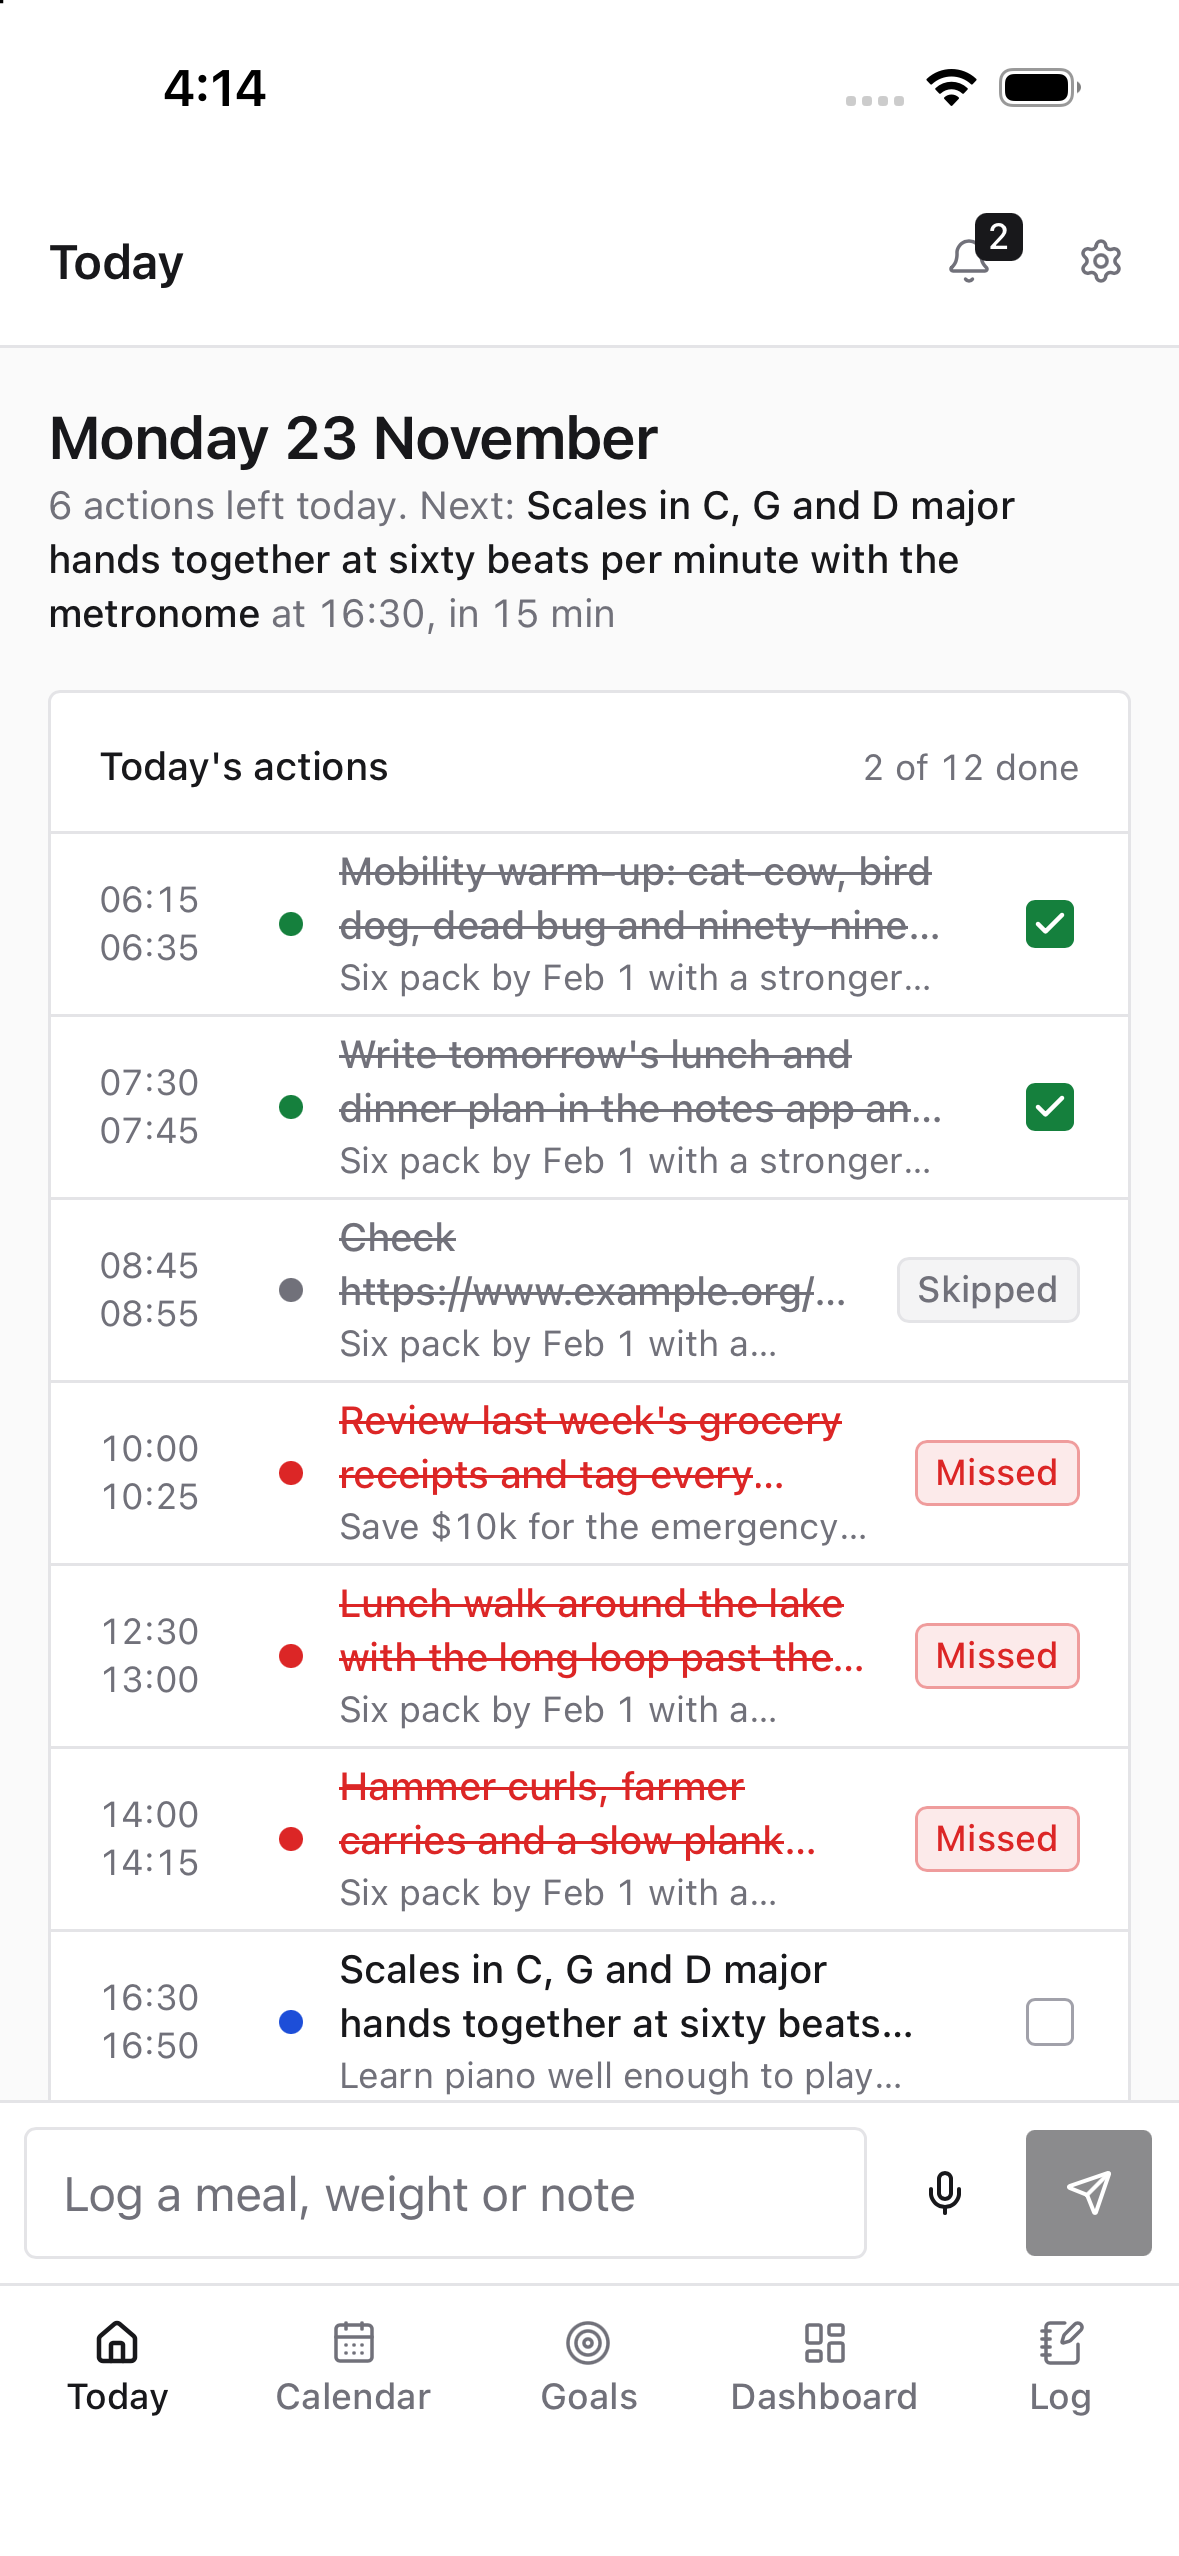 4:14
Today
2
Monday 23 November
6 actions left today. Next: Scales in C, G and D major
hands together at sixty beats per minute with the
metronome at 16:30, in 15 min
Today's actions
2 of 12 done
06:15
06:35
Mobility warm-up: cat-cow, bird
dog, dead bug and ninety-nine...
Six pack by Feb 1 with a stronger...
07:30
07:45
Write tomorrow's lunch and
dinner plan in the notes app an...
Six pack by Feb 1 with a stronger...
08:45
08:55
Check
https://www.example.org/...
Six pack by Feb 1 with a...
Skipped
10:00
10:25
Review last week's grocery
receipts and tag every...
Save $10k for the emergency...
Missed
12:30
13:00
Lunch walk around the lake
with the long loop past the...
Six pack by Feb 1 with a...
Missed
14:00
14:15
Hammer curls, farmer
carries and a slow plank...
Six pack by Feb 1 with a...
Missed
16:30
16:50
Scales in C, G and D major
hands together at sixty beats...
Learn piano well enough to play...
Log a meal, weight or note
Today
Calendar
Goals
Dashboard
Log